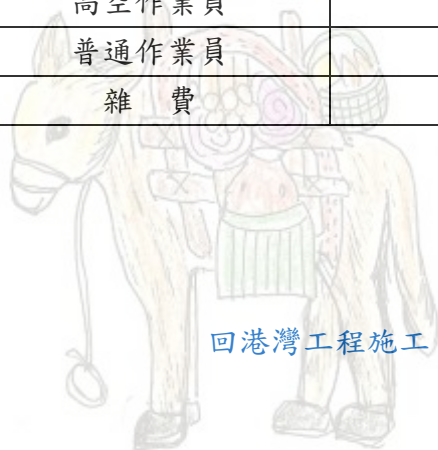 高空作業員
普通作業員
雜 費
回港灣工程施工